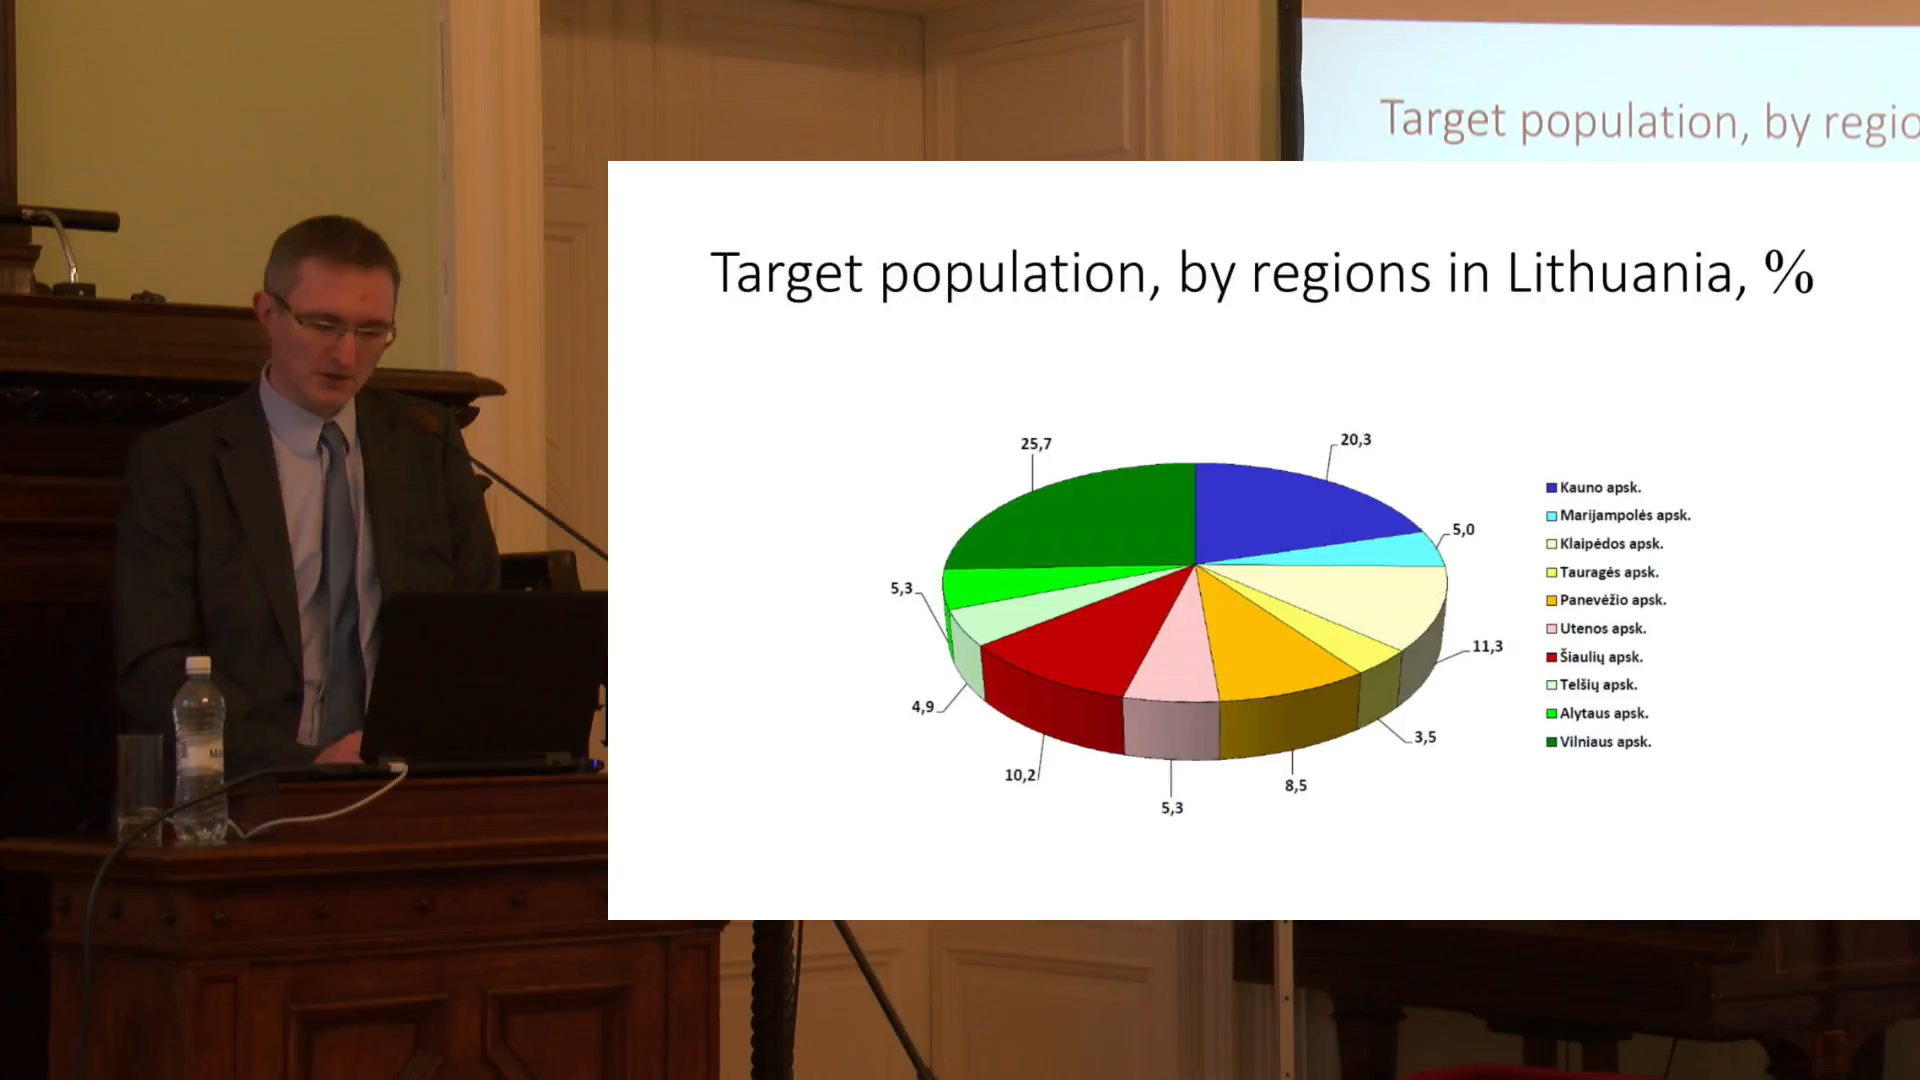 Target population, by regio
Target population, by regions in Lithuania, %
25,7
20,3
5,0
11,3
3,5
8,5
5,3
10,2
4,9
5,3
Kauno apsk.
Marijampolės apsk.
Klaipėdos apsk.
Tauragės apsk.
Panevėžio apsk.
Utenos apsk.
Šiaulių apsk.
Telšių apsk.
Alytaus apsk.
Vilniaus apsk.